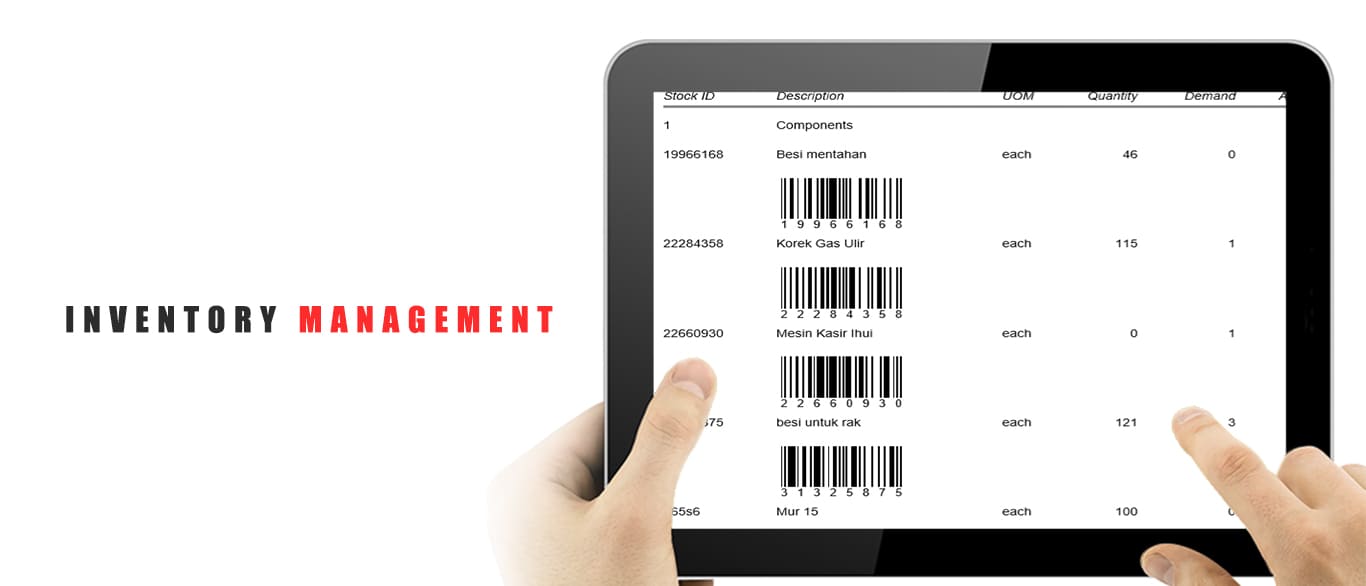 INVENTORY MANAGEMENT
Stock ID Description UOM Quantity Demand
1 Components
19966168 Besi mentahan each 46 0
19966168
22284358 Korek Gas Ulir each 115 1
22284358
22660930 Mesin Kasir Ihui each 0 1
22660930
besi untuk rak each 121 3
31325875
Mur 15 each 100